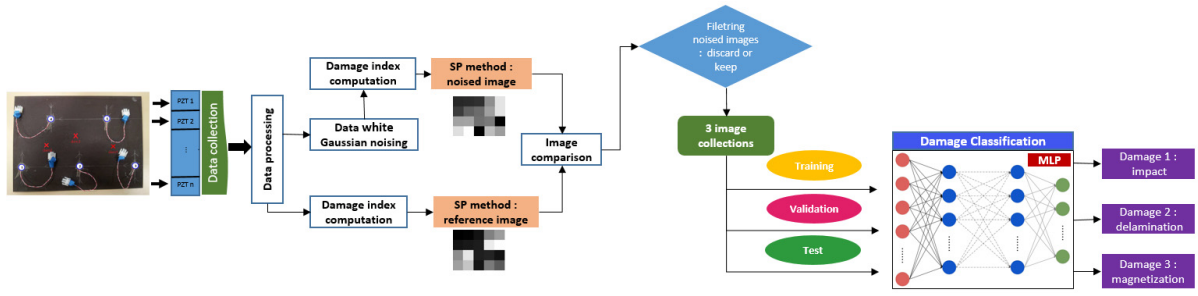 PZT 1
PZT 2
PZT n
Data collection
Data processing
Damage index
computation
Data white
Gaussian noising
SP method :
noised image
Damage index
computation
SP method :
reference image
Image
comparison
Filetring
noised images
: discard or
keep
3 image
collections
Training
Validation
Test
Damage Classification
MLP
Damage 1 :
impact
Damage 2 :
delamination
Damage 3 :
magnetization